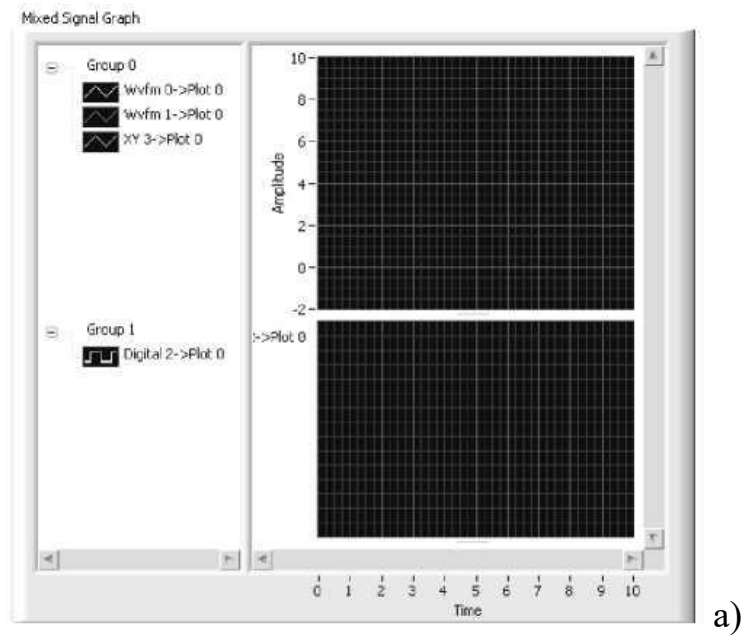 Mixed Signal Graph
Group 0
Wvfm 0->Plot 0
Wvfm 1->Plot 0
XY 3->Plot 0
Group 1
Digital 2->Plot 0
10
8
6
4
2
0
-2
Amplitude
->Plot 0
0 1 2 3 4 5 6 7 8 9 10
Time
a)